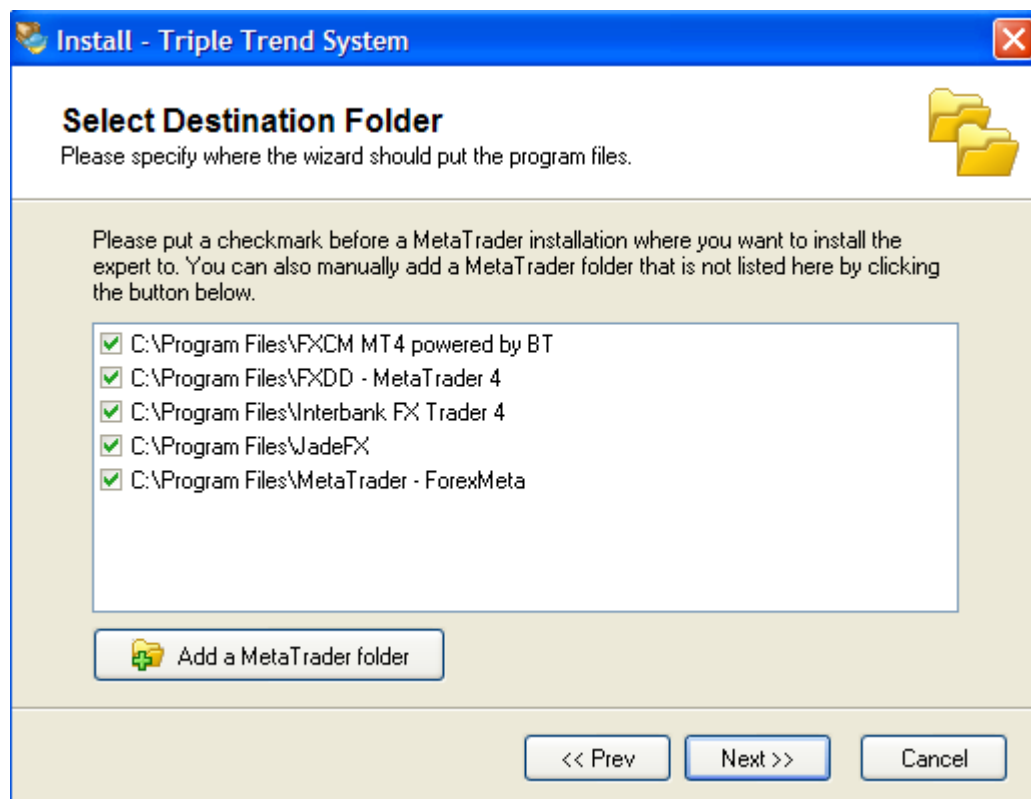 Install - Triple Trend System
Select Destination Folder
Please specify where the wizard should put the program files.
Please put a checkmark before a MetaTrader installation where you want to install the
expert to. You can also manually add a MetaTrader folder that is not listed here by clicking
the button below.
C:\Program Files\FXCM MT4 powered by BT
C:\Program Files\FXDD - MetaTrader 4
C:\Program Files\Interbank FX Trader 4
C:\Program Files\JadeFX
C:\Program Files\MetaTrader - ForexMeta
Add a MetaTrader folder
<< Prev
Next >>
Cancel